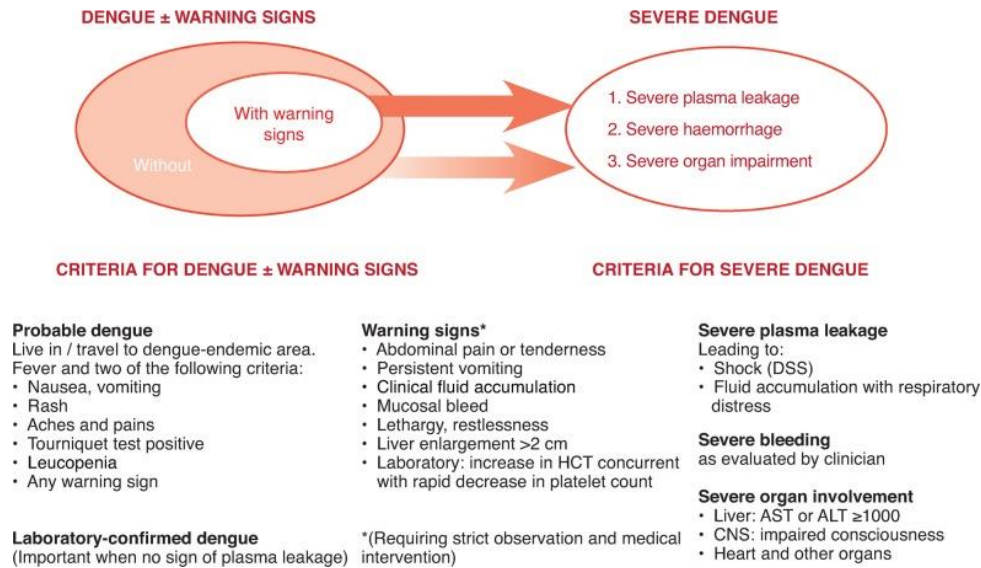 DENGUE ± WARNING SIGNS
SEVERE DENGUE
With warning
signs
Without
1. Severe plasma leakage
2. Severe haemorrhage
3. Severe organ impairment
CRITERIA FOR DENGUE ± WARNING SIGNS
CRITERIA FOR SEVERE DENGUE
Probable dengue
Live in / travel to dengue-endemic area.
Fever and two of the following criteria:
• Nausea, vomiting
• Rash
• Aches and pains
• Tourniquet test positive
• Leucopenia
• Any warning sign
Laboratory-confirmed dengue
(Important when no sign of plasma leakage)
Warning signs*
• Abdominal pain or tenderness
• Persistent vomiting
• Clinical fluid accumulation
• Mucosal bleed
• Lethargy, restlessness
• Liver enlargement >2 cm
• Laboratory: increase in HCT concurrent
with rapid decrease in platelet count
*(Requiring strict observation and medical
intervention)
Severe plasma leakage
Leading to:
• Shock (DSS)
• Fluid accumulation with respiratory
distress
Severe bleeding
as evaluated by clinician
Severe organ involvement
• Liver: AST or ALT ≥1000
• CNS: impaired consciousness
• Heart and other organs